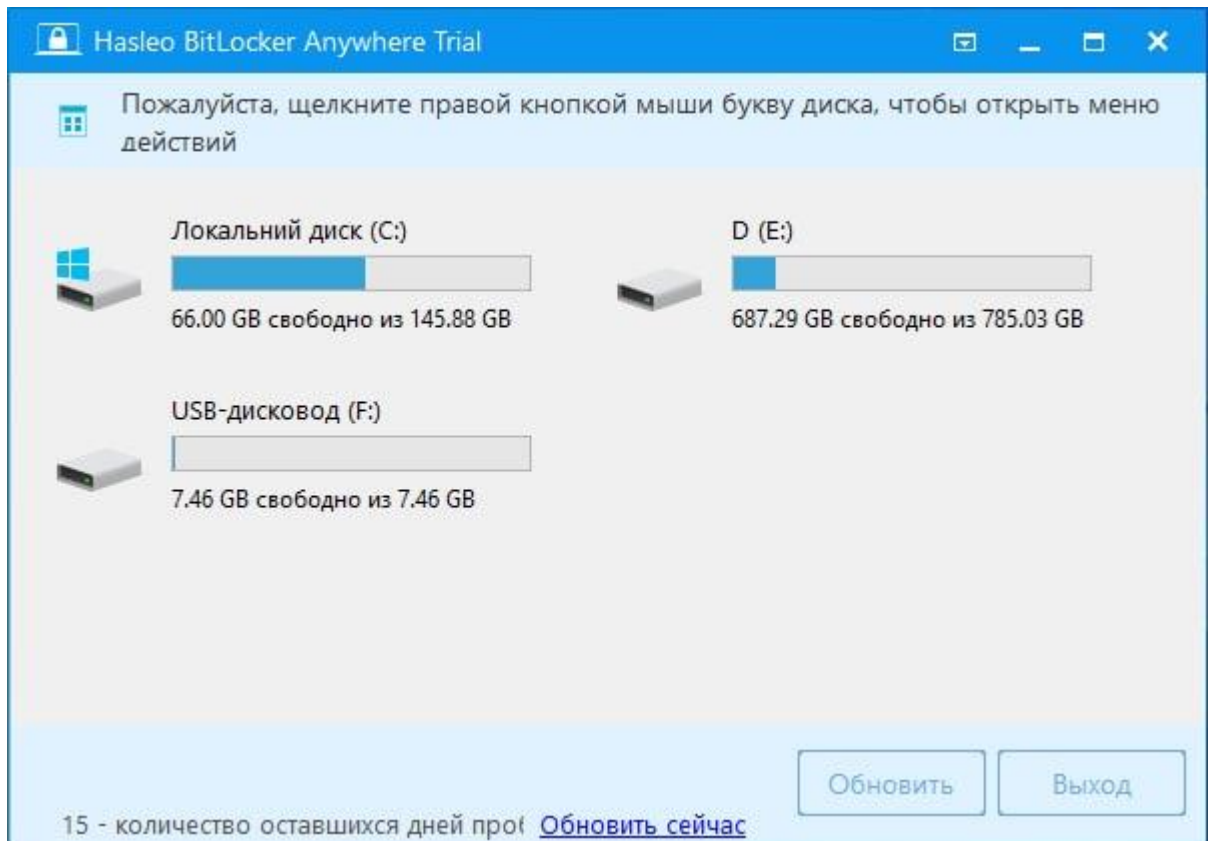 Hasleo BitLocker Anywhere Trial
Пожалуйста, щелкните правой кнопкой мыши букву диска, чтобы открыть меню
действий
Локальний диск (C:)
66.00 GB свободно из 145.88 GB
D (E:)
687.29 GB свободно из 785.03 GB
USB-дисковод (F:)
7.46 GB свободно из 7.46 GB
Обновить
Выход
15 - количество оставшихся дней Обновить сейчас